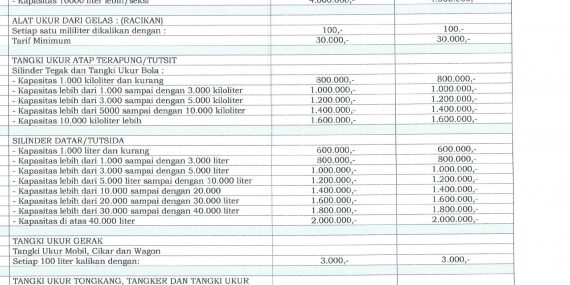 - Kapasitas 10000 liter lebih/seksi 4.000.000,-
ALAT UKUR DARI GELAS : (RACIKAN)
Setiap satu mililiter dikalikan dengan : 100,- 100.-
Tarif Minimum 30.000,- 30.000,-
TANGKI UKUR ATAP TERAPUNG/TUTSIT
Silinder Tegak dan Tangki Ukur Bola :
- Kapasitas 1.000 kiloliter dan kurang 800.000,- 800.000,-
- Kapasitas lebih dari 1.000 sampai dengan 3.000 kiloliter 1.000.000,- 1.000.000,-
- Kapasitas lebih dari 3.000 sampai dengan 5.000 kiloliter 1.200.000,- 1.200.000,-
- Kapasitas lebih dari 5000 sampai dengan 10.000 kiloliter 1.400.000,- 1.400.000,-
- Kapasitas 10.000 kiloliter lebih 1.600.000,- 1.600.000,-
SILINDER DATAR/TUTSIDA
- Kapasitas 1.000 liter dan kurang 600.000,- 600.000,-
- Kapasitas lebih dari 1.000 sampai dengan 3.000 liter 800.000,- 800.000,-
- Kapasitas lebih dari 3.000 sampai dengan 5.000 liter 1.000.000,- 1.000.000,-
- Kapasitas lebih dari 5.000 liter sampai dengan 10.000 liter 1.200.000,- 1.200.000,-
- Kapasitas lebih dari 10.000 sampai dengan 20.000 1.400.000,- 1.400.000,-
- Kapasitas lebih dari 20.000 sampai dengan 30.000 liter 1.600.000,- 1.600.000,-
- Kapasitas lebih dari 30.000 sampai dengan 40.000 liter 1.800.000,- 1.800.000,-
- Kapasitas di atas 40.000 liter 2.000.000,- 2.000.000,-
TANGKI UKUR GERAK
Tangki Ukur Mobil, Cikar dan Wagon
Setiap 100 liter kalikan dengan: 3.000,- 3.000,-
TANGKI UKUR TONGKANG, TANGKER DAN TANGKI UKUR